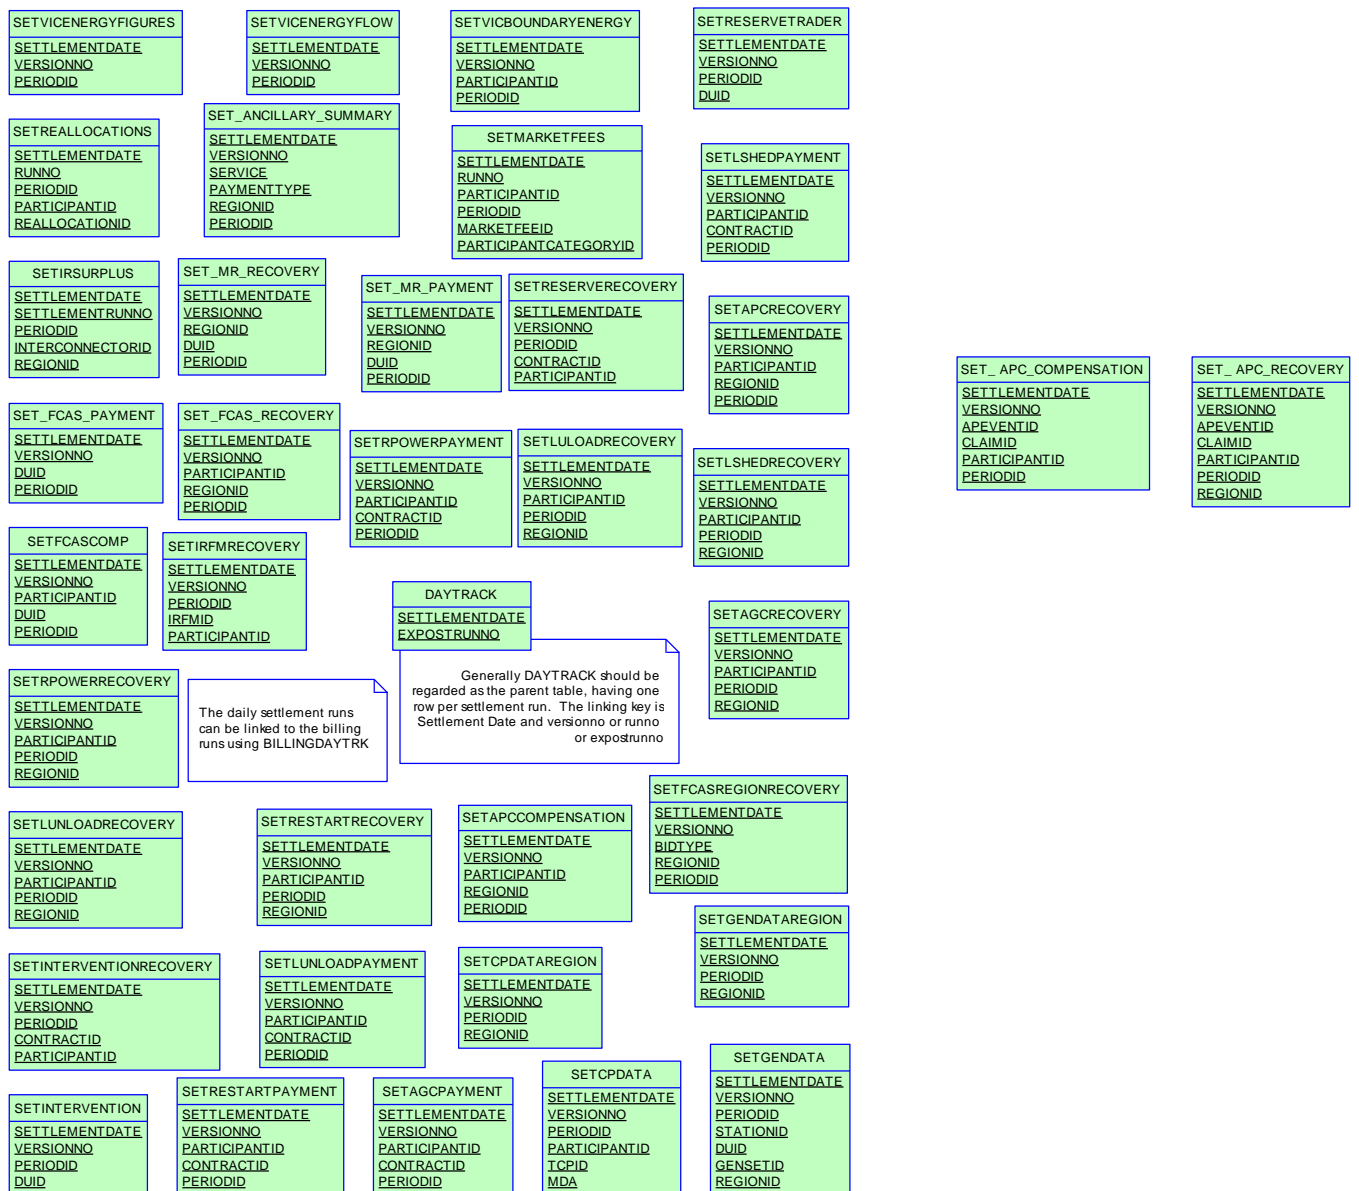 SETVICENERGYFIGURES
SETTLEMENTDATE
VERSIONNO
PERIODID
SETVICENERGYFLOW
SETTLEMENTDATE
VERSIONNO
PERIODID
SETVICBOUNDARYENERGY
SETTLEMENTDATE
VERSIONNO
PARTICIPANTID
PERIODID
SETRESERVETRADER
SETTLEMENTDATE
VERSIONNO
PERIODID
DUID
SETREALLOCATIONS
SETTLEMENTDATE
RUNNO
PERIODID
PARTICIPANTID
REALLOCATIONID
SET_ANCILLARY_SUMMARY
SETTLEMENTDATE
VERSIONNO
SERVICE
PAYMENTTYPE
REGIONID
PERIODID
SETMARKETFEES
SETTLEMENTDATE
RUNNO
PARTICIPANTID
PERIODID
MARKETFEEID
PARTICIPANTCATEGORYID
SETLSHEDPAYMENT
SETTLEMENTDATE
VERSIONNO
PARTICIPANTID
CONTRACTID
PERIODID
SETIRSURPLUS
SETTLEMENTDATE
SETTLEMENTRUNNO
PERIODID
INTERCONNECTORID
REGIONID
SET_MR_RECOVERY
SETTLEMENTDATE
VERSIONNO
REGIONID
DUID
PERIODID
SET_MR_PAYMENT
SETTLEMENTDATE
VERSIONNO
REGIONID
DUID
PERIODID
SETRESERVERECOVERY
SETTLEMENTDATE
VERSIONNO
PERIODID
CONTRACTID
PARTICIPANTID
SETAPCRECOVERY
SETTLEMENTDATE
VERSIONNO
PARTICIPANTID
REGIONID
PERIODID
SET_ APC_COMPENSATION
SETTLEMENTDATE
VERSIONNO
APEVENTID
CLAIMID
PARTICIPANTID
PERIODID
SET_ APC_RECOVERY
SETTLEMENTDATE
VERSIONNO
APEVENTID
CLAIMID
PARTICIPANTID
PERIODID
REGIONID
SET_FCAS_PAYMENT
SETTLEMENTDATE
VERSIONNO
DUID
PERIODID
SET_FCAS_RECOVERY
SETTLEMENTDATE
VERSIONNO
PARTICIPANTID
REGIONID
PERIODID
SETRPOWERPAYMENT
SETTLEMENTDATE
VERSIONNO
PARTICIPANTID
CONTRACTID
PERIODID
SETLULOADRECOVERY
SETTLEMENTDATE
VERSIONNO
PARTICIPANTID
PERIODID
REGIONID
SETLSHEDRECOVERY
SETTLEMENTDATE
VERSIONNO
PARTICIPANTID
PERIODID
REGIONID
SETFCASCOMP
SETTLEMENTDATE
VERSIONNO
PARTICIPANTID
DUID
PERIODID
SETIRFMRECOVERY
SETTLEMENTDATE
VERSIONNO
PERIODID
IRFMID
PARTICIPANTID
DAYTRACK
SETTLEMENTDATE
EXPOSTRUNNO
Generally DAYTRACK should be
regarded as the parent table, having one
row per settlement run. The linking key is
Settlement Date and versionno or runno
or expostrunno
SETAGCRECOVERY
SETTLEMENTDATE
VERSIONNO
PARTICIPANTID
PERIODID
REGIONID
SETRPOWERRECOVERY
SETTLEMENTDATE
VERSIONNO
PARTICIPANTID
PERIODID
REGIONID
The daily settlement runs
can be linked to the billing
runs using BILLINGDAYTRK
SETFCASREGIONRECOVERY
SETTLEMENTDATE
VERSIONNO
BIDTYPE
REGIONID
PERIODID
SETLUNLOADRECOVERY
SETTLEMENTDATE
VERSIONNO
PARTICIPANTID
PERIODID
REGIONID
SETRESTARTRECOVERY
SETTLEMENTDATE
VERSIONNO
PARTICIPANTID
PERIODID
REGIONID
SETAPCCOMPENSATION
SETTLEMENTDATE
VERSIONNO
PARTICIPANTID
REGIONID
PERIODID
SETGENDATAREGION
SETTLEMENTDATE
VERSIONNO
PERIODID
REGIONID
SETINTERVENTIONRECOVERY
SETTLEMENTDATE
VERSIONNO
PERIODID
CONTRACTID
PARTICIPANTID
SETLUNLOADPAYMENT
SETTLEMENTDATE
VERSIONNO
PARTICIPANTID
CONTRACTID
PERIODID
SETCPDATAREGION
SETTLEMENTDATE
VERSIONNO
PERIODID
REGIONID
SETINTERVENTION
SETTLEMENTDATE
VERSIONNO
PERIODID
DUID
SETRESTARTPAYMENT
SETTLEMENTDATE
VERSIONNO
PARTICIPANTID
CONTRACTID
PERIODID
SETAGCPAYMENT
SETTLEMENTDATE
VERSIONNO
PARTICIPANTID
CONTRACTID
PERIODID
SETCPDATA
SETTLEMENTDATE
VERSIONNO
PERIODID
PARTICIPANTID
TCPID
MDA
SETGENDATA
SETTLEMENTDATE
VERSIONNO
PERIODID
STATIONID
DUID
GENSETID
REGIONID